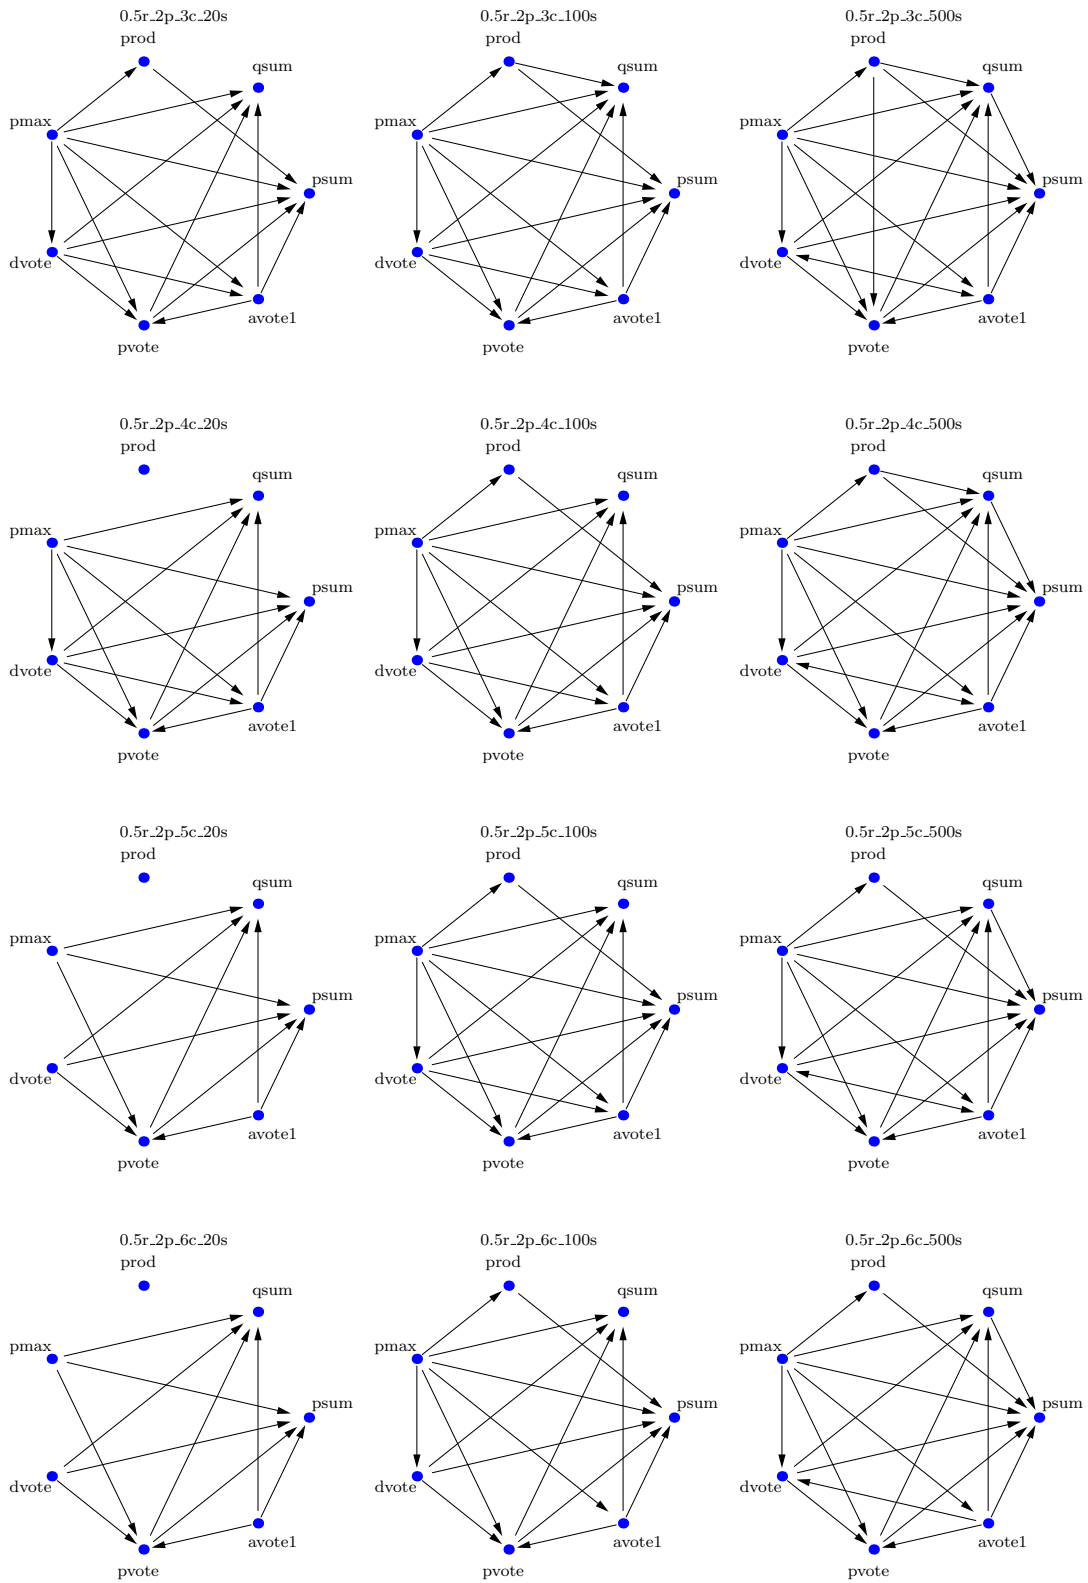 0.5r_2p_3c_20s
prod
qsum
pmax
psum
dvote
avote1
pvote
0.5r_2p_3c_100s
prod
qsum
pmax
psum
dvote
avote1
pvote
0.5r_2p_3c_500s
prod
qsum
pmax
psum
dvote
avote1
pvote
0.5r_2p_4c_20s
prod
qsum
pmax
psum
dvote
avote1
pvote
0.5r_2p_4c_100s
prod
qsum
pmax
psum
dvote
avote1
pvote
0.5r_2p_4c_500s
prod
qsum
pmax
psum
dvote
avote1
pvote
0.5r_2p_5c_20s
prod
qsum
pmax
psum
dvote
avote1
pvote
0.5r_2p_5c_100s
prod
qsum
pmax
psum
dvote
avote1
pvote
0.5r_2p_5c_500s
prod
qsum
pmax
psum
dvote
avote1
pvote
0.5r_2p_6c_20s
prod
qsum
pmax
psum
dvote
avote1
pvote
0.5r_2p_6c_100s
prod
qsum
pmax
psum
dvote
avote1
pvote
0.5r_2p_6c_500s
prod
qsum
pmax
psum
dvote
avote1
pvote